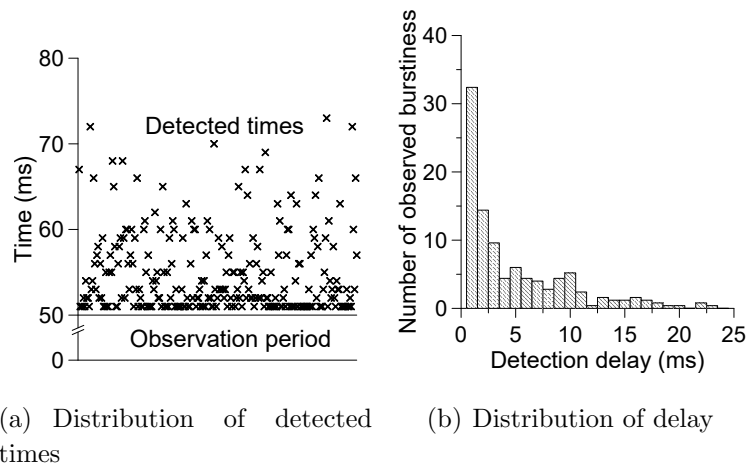 80
70
60
50
0
Time (ms)
Detected times
Observation period
40
30
20
10
0
Number of observed burstiness
0 5 10 15 20 25
Detection delay (ms)
(a) Distribution of detected
times
(b) Distribution of delay